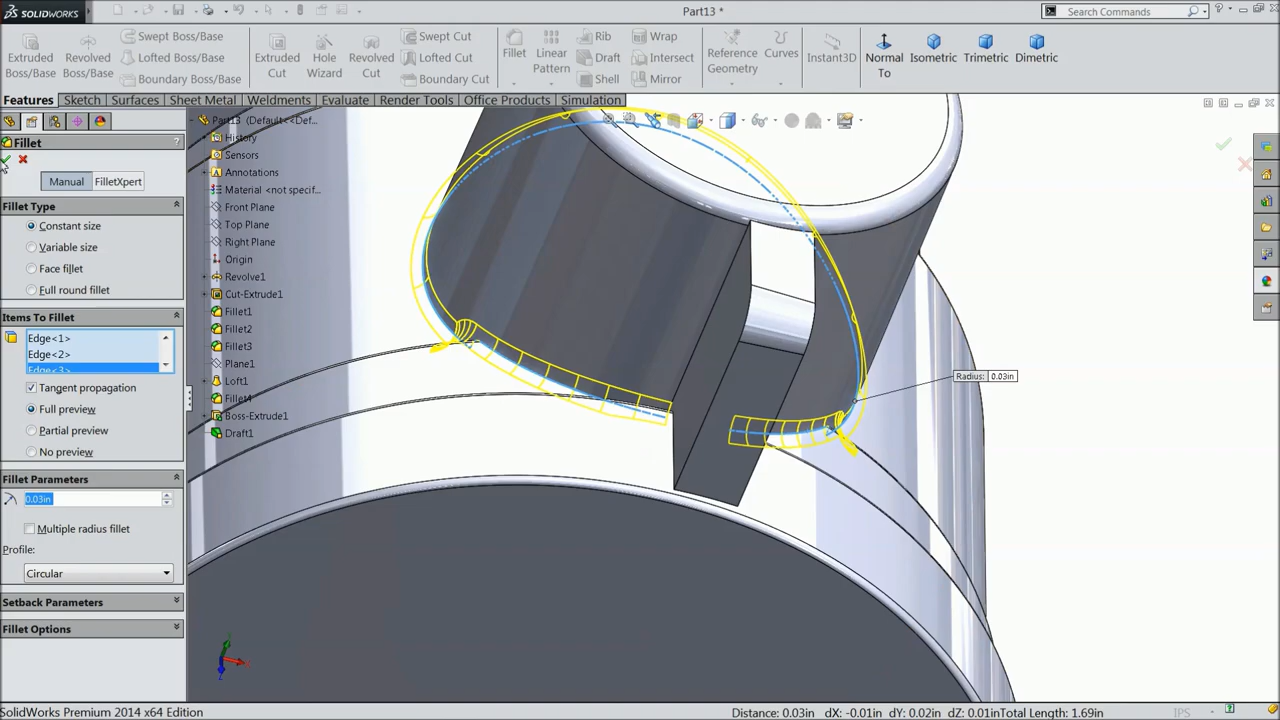 SOLIDWORKS
Part13 *
Search Commands
Extruded Boss/Base
Revolved Boss/Base
Swept Boss/Base
Lofted Boss/Base
Boundary Boss/Base
Extruded Cut
Hole Wizard
Revolved Cut
Swept Cut
Lofted Cut
Boundary Cut
Fillet
Linear Pattern
Rib
Draft
Shell
Wrap
Intersect
Mirror
Reference Geometry
Curves
Instant3D
Normal To
Isometric
Trimetric
Dimetric
Features
Sketch
Surfaces
Sheet Metal
Weldments
Evaluate
Render Tools
Office Products
Simulation
Fillet
?
Manual
FilletXpert
Fillet Type
Constant size
Variable size
Face fillet
Full round fillet
Items To Fillet
Edge<1>
Edge<2>
Edge<3>
Tangent propagation
Full preview
Partial preview
No preview
Fillet Parameters
0.03in
Multiple radius fillet
Profile:
Circular
Setback Parameters
Fillet Options
Part13 (Default<<Def...
History
Sensors
Annotations
Material <not specif...
Front Plane
Top Plane
Right Plane
Origin
Revolve1
Cut-Extrude1
Fillet1
Fillet2
Fillet3
Plane1
Loft1
Fillet4
Boss-Extrude1
Draft1
Radius: 0.03in
SolidWorks Premium 2014 x64 Edition
Distance: 0.03in dX: -0.01in dY: 0.02in dZ: 0.01inTotal Length: 1.69in
IPS